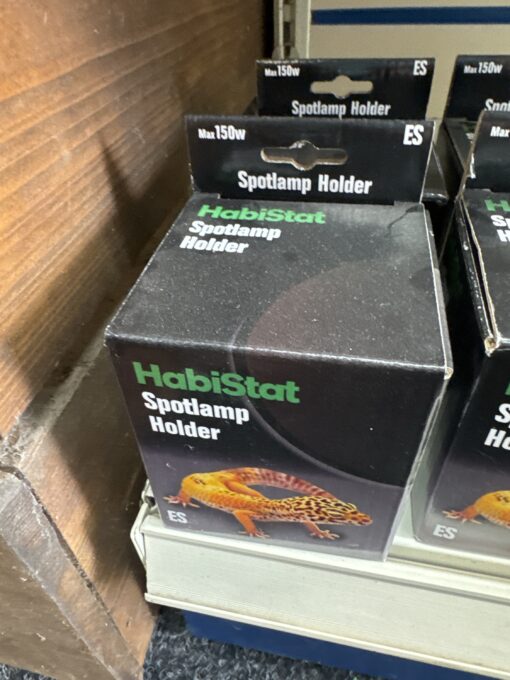 Max 150w ES
Spotlamp Holder
Max 150w
Max 150w ES
Spotlamp Holder
HabiStat
Spotlamp
Holder
HabiStat
Spotlamp
Holder
ES
ES